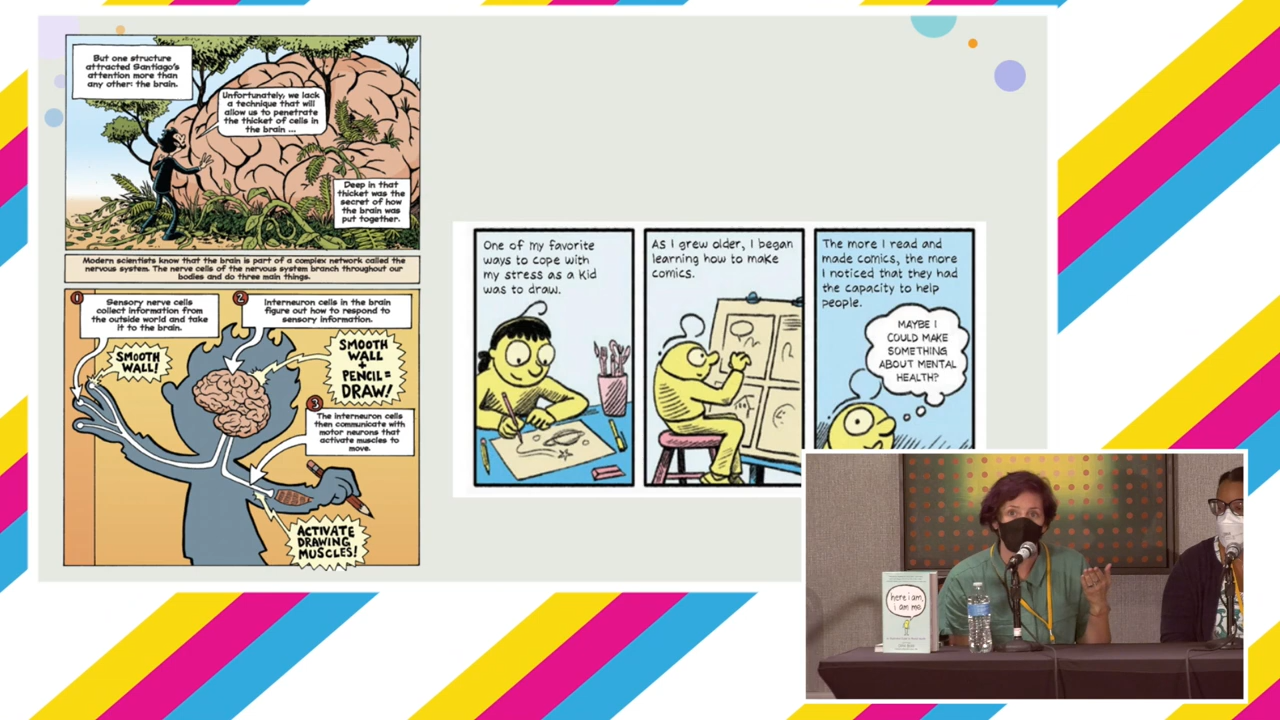 But one structure
attracted Santiago's
attention more than
any other: the brain.
Unfortunately, we lack
a technique that will
allow us to penetrate
the thicket of cells in
the brain ...
Deep in that
thicket was the
secret of how
the brain was
put together.
Modern scientists know that the brain is part of a complex network called the
nervous system. The nerve cells of the nervous system branch throughout our
bodies and do three main things.
1
Sensory nerve cells
collect information from
the outside world and take
it to the brain.
2
Interneuron cells in the brain
figure out how to respond to
sensory information.
SMOOTH
WALL!
SMOOTH
WALL
+
PENCIL =
DRAW!
3
The interneuron cells
then communicate with
motor neurons that
activate muscles to
move.
ACTIVATE
DRAWING
MUSCLES!
One of my favorite
ways to cope with
my stress as a kid
was to draw.
As I grew older, I began
learning how to make
comics.
The more I read and
made comics, the more
I noticed that they had
the capacity to help
people.
MAYBE I
COULD MAKE
SOMETHING
ABOUT MENTAL
HEALTH?
here i am,
i am me